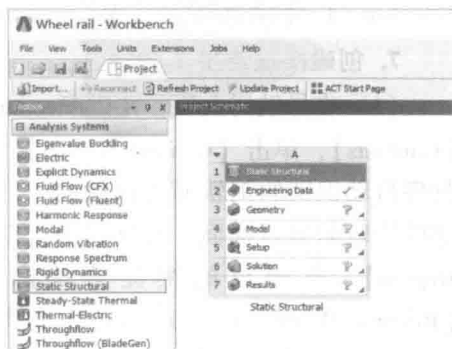 Wheel rail - Workbench
File View Tools Units Extensions Jobs Help
Project
Import... Reconnect Refresh Project Update Project ACT Start Page
Toolbox Project Schematic
Analysis Systems
Eigenvalue Buckling
Electric
Explicit Dynamics
Fluid Flow (CFX)
Fluid Flow (Fluent)
Harmonic Response
Modal
Random Vibration
Response Spectrum
Rigid Dynamics
Static Structural
Steady-State Thermal
Thermal-Electric
Throughflow
Throughflow (BladeGen)
A
1 Static Structural
2 Engineering Data
3 Geometry
4 Model
5 Setup
6 Solution
7 Results
Static Structural